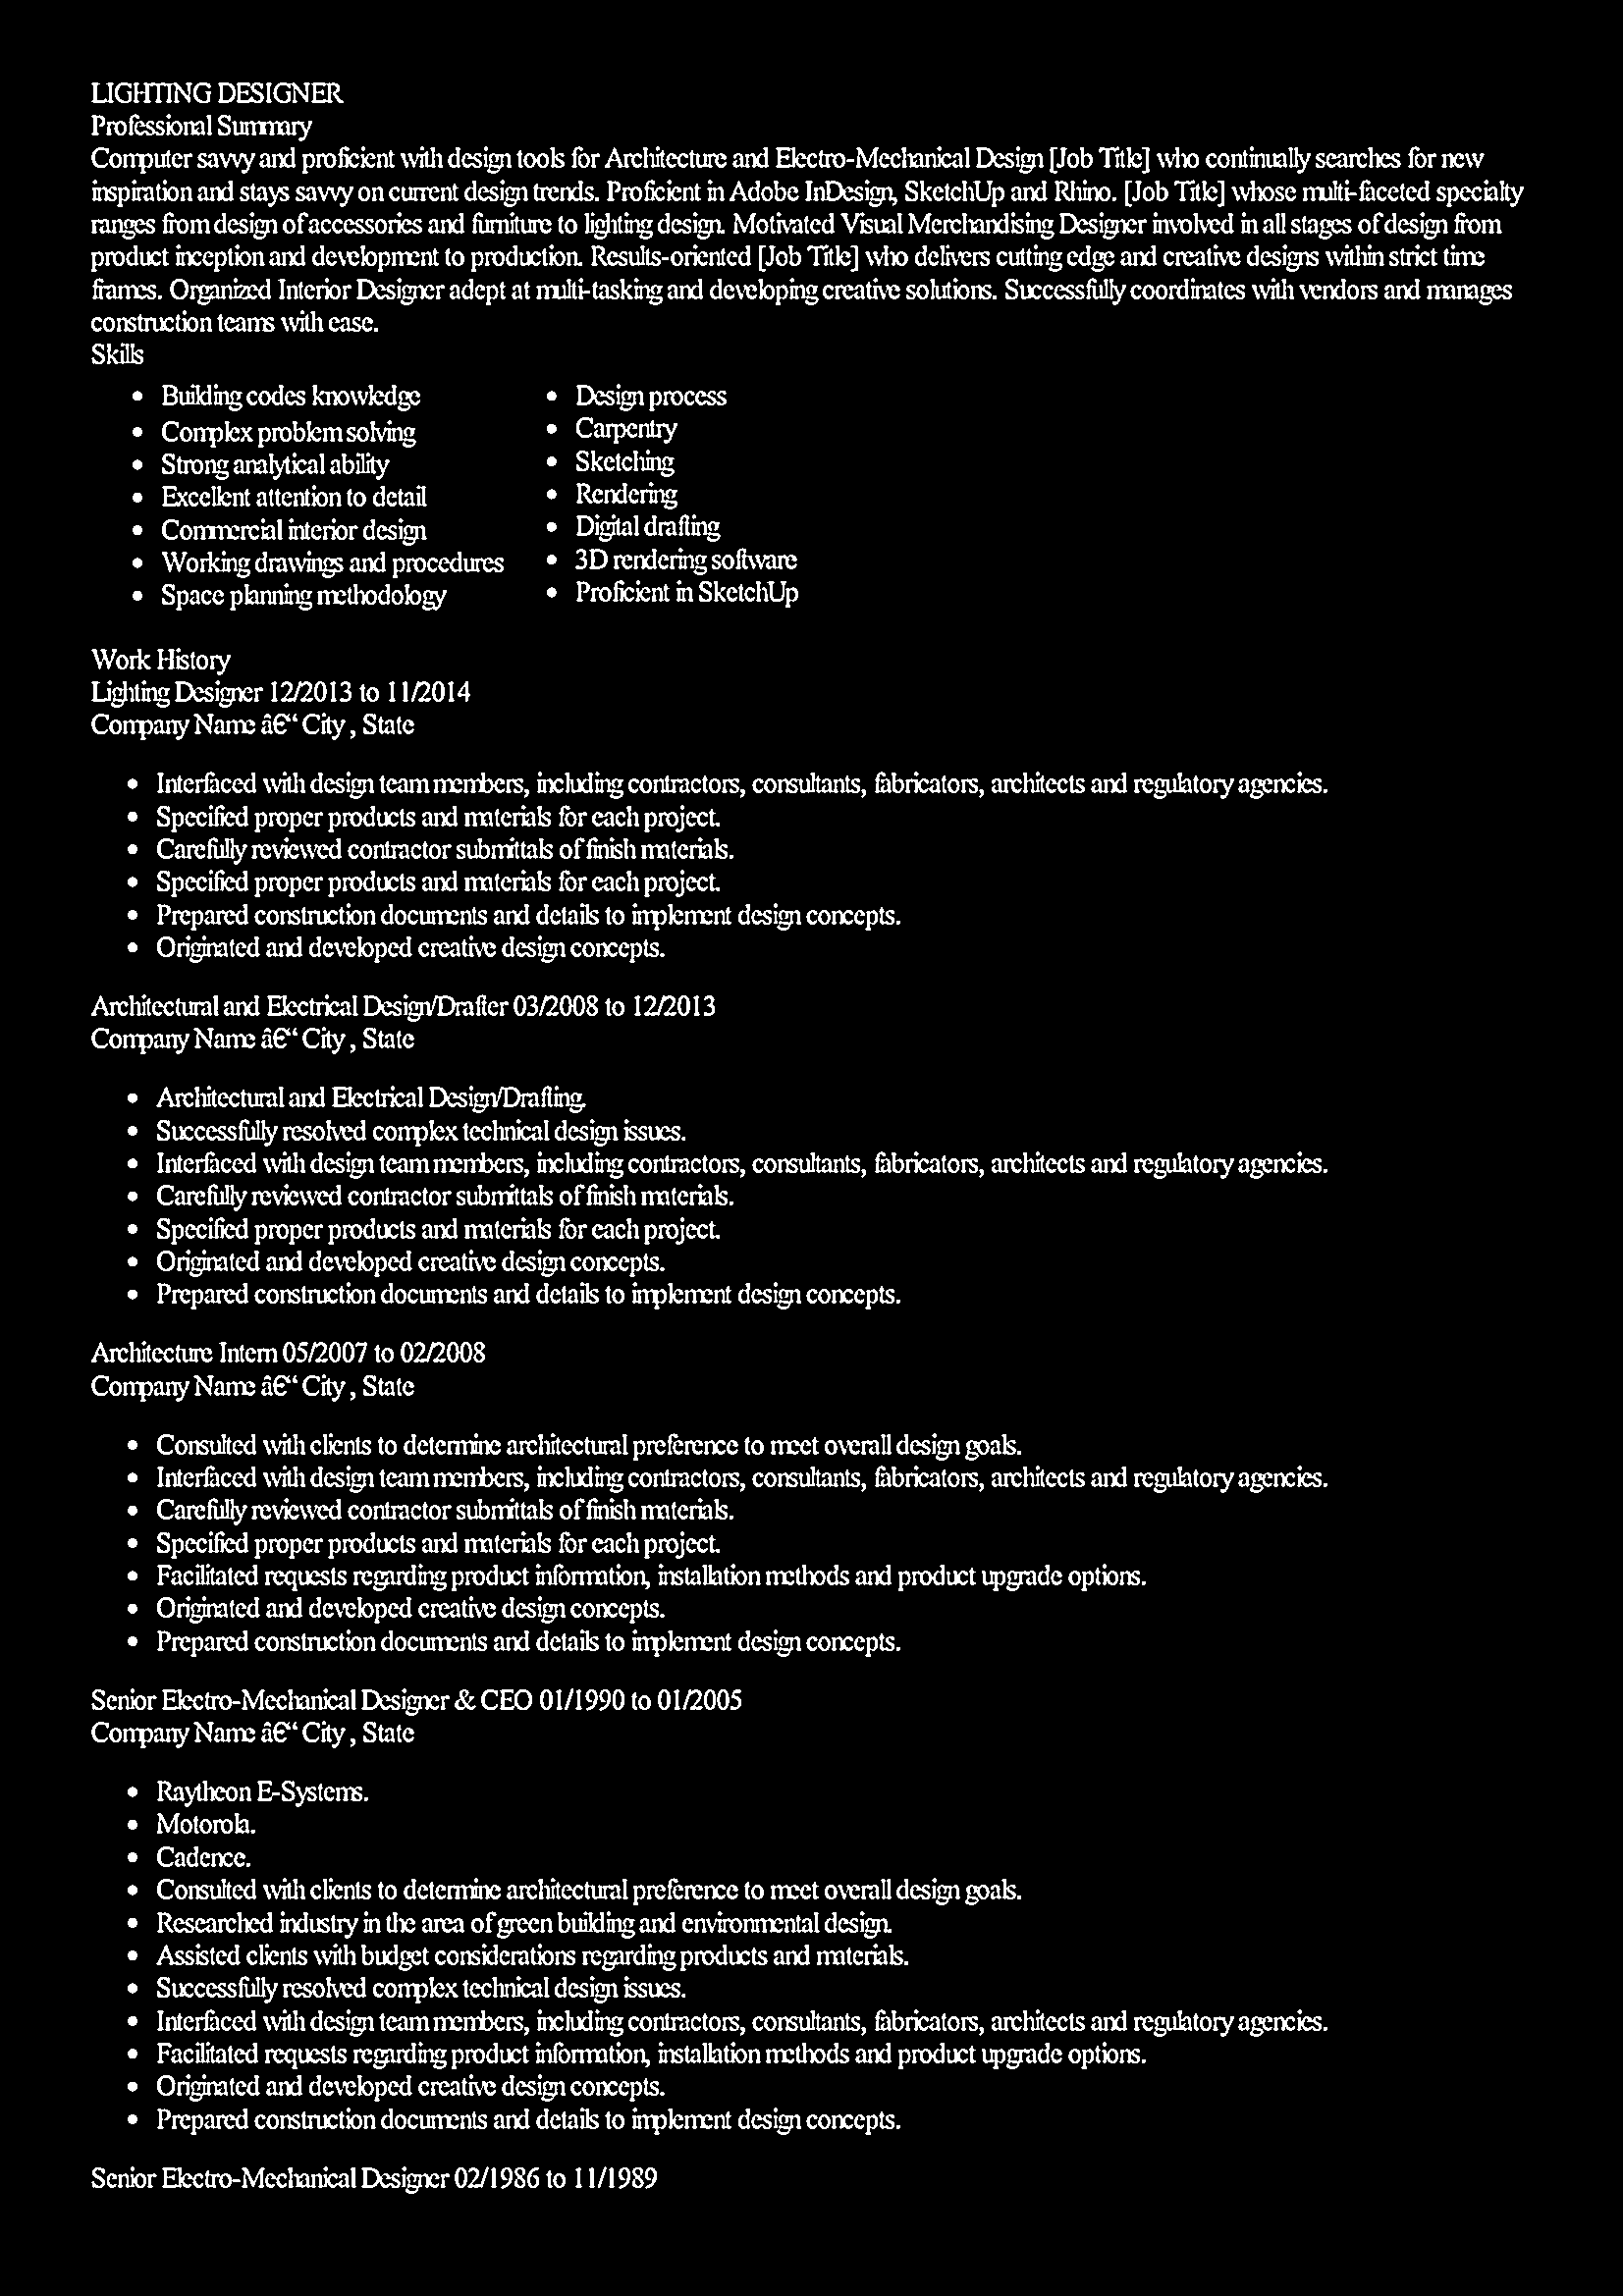 LIGHTING DESIGNER
Professional Summary
Computer savvy and proficient with design tools for Architecture and Electro-Mechanical Design [Job Title] who continually searches for new
inspiration and stays savvy on current design trends. Proficient in Adobe InDesign, SketchUp and Rhino. [Job Title] whose multi-faceted specialty
ranges from design of accessories and furniture to lighting design. Motivated Visual Merchandising Designer involved in all stages of design from
product inception and development to production. Results-oriented [Job Title] who delivers cutting edge and creative designs within strict time
frames. Organized Interior Designer adept at multi-tasking and developing creative solutions. Successfully coordinates with vendors and manages
construction teams with ease.
Skills
• Building codes knowledge
• Complex problem solving
• Strong analytical ability
• Excellent attention to detail
• Commercial interior design
• Working drawings and procedures
• Space planning methodology
• Design process
• Carpentry
• Sketching
• Rendering
• Digital drafting
• 3D rendering software
• Proficient in SketchUp
Work History
Lighting Designer 12/2013 to 11/2014
Company Name â€“ City , State
• Interfaced with design team members, including contractors, consultants, fabricators, architects and regulatory agencies.
• Specified proper products and materials for each project.
• Carefully reviewed contractor submittals of finish materials.
• Specified proper products and materials for each project.
• Prepared construction documents and details to implement design concepts.
• Originated and developed creative design concepts.
Architectural and Electrical Design/Drafter 03/2008 to 12/2013
Company Name â€“ City , State
• Architectural and Electrical Design/Drafting.
• Successfully resolved complex technical design issues.
• Interfaced with design team members, including contractors, consultants, fabricators, architects and regulatory agencies.
• Carefully reviewed contractor submittals of finish materials.
• Specified proper products and materials for each project.
• Originated and developed creative design concepts.
• Prepared construction documents and details to implement design concepts.
Architecture Intern 05/2007 to 02/2008
Company Name â€“ City , State
• Consulted with clients to determine architectural preference to meet overall design goals.
• Interfaced with design team members, including contractors, consultants, fabricators, architects and regulatory agencies.
• Carefully reviewed contractor submittals of finish materials.
• Specified proper products and materials for each project.
• Facilitated requests regarding product information, installation methods and product upgrade options.
• Originated and developed creative design concepts.
• Prepared construction documents and details to implement design concepts.
Senior Electro-Mechanical Designer & CEO 01/1990 to 01/2005
Company Name â€“ City , State
• Raytheon E-Systems.
• Motorola.
• Cadence.
• Consulted with clients to determine architectural preference to meet overall design goals.
• Researched industry in the area of green building and environmental design.
• Assisted clients with budget considerations regarding products and materials.
• Successfully resolved complex technical design issues.
• Interfaced with design team members, including contractors, consultants, fabricators, architects and regulatory agencies.
• Facilitated requests regarding product information, installation methods and product upgrade options.
• Originated and developed creative design concepts.
• Prepared construction documents and details to implement design concepts.
Senior Electro-Mechanical Designer 02/1986 to 11/1989